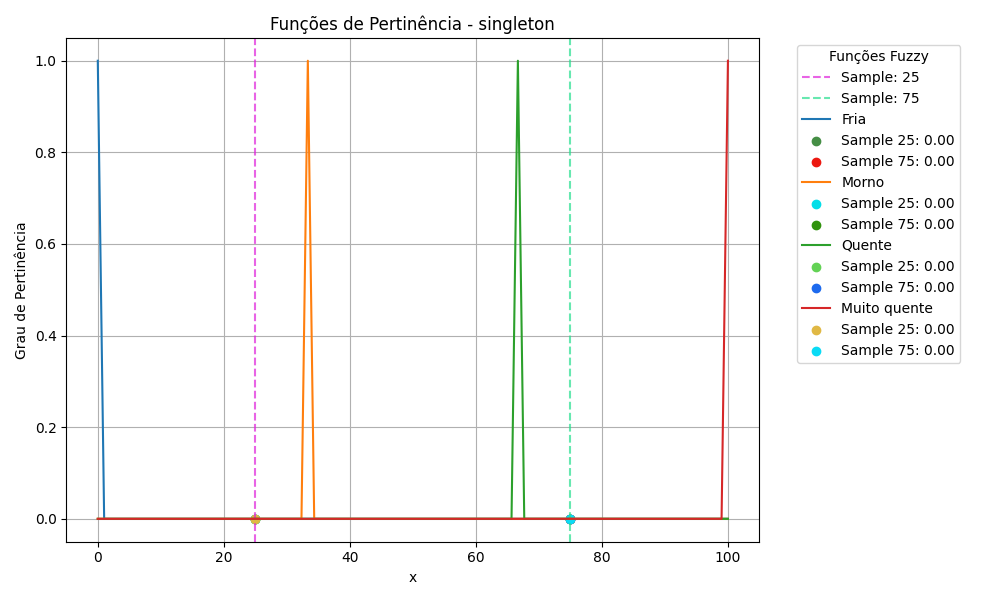 Funções de Pertinência - singleton
Grau de Pertinência
1.0
0.8
0.6
0.4
0.2
0.0
0
20
40
60
80
100
x
Funções Fuzzy
Sample: 25
Sample: 75
Fria
Sample 25: 0.00
Sample 75: 0.00
Morno
Sample 25: 0.00
Sample 75: 0.00
Quente
Sample 25: 0.00
Sample 75: 0.00
Muito quente
Sample 25: 0.00
Sample 75: 0.00